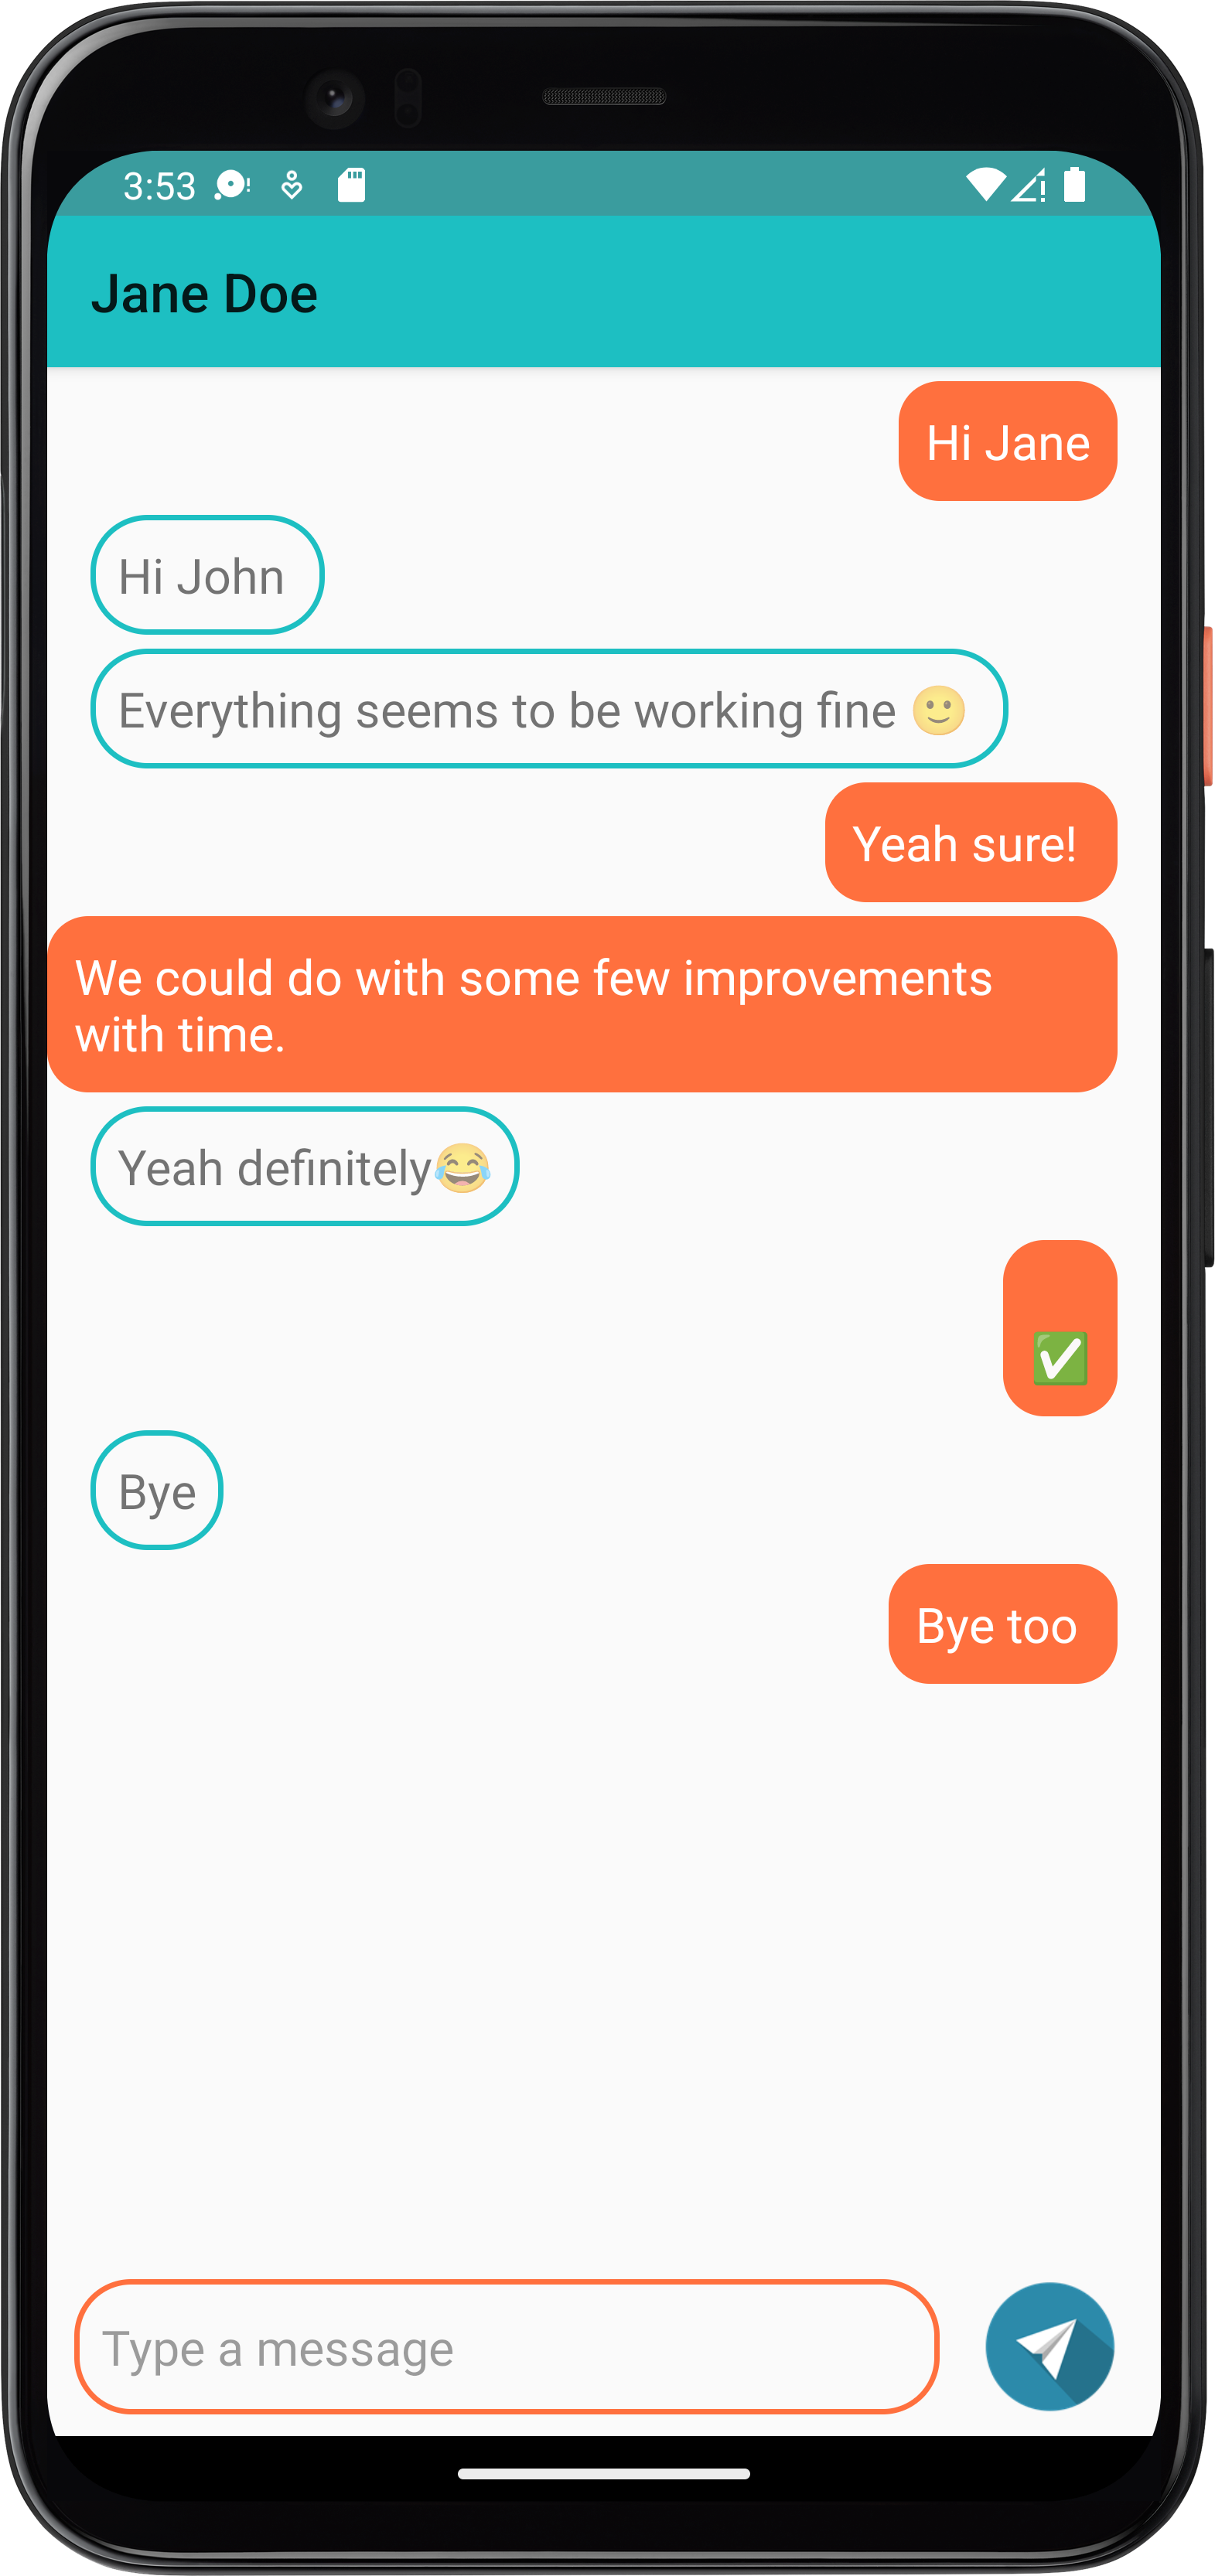 3:53
Jane Doe
Hi Jane
Hi John
Everything seems to be working fine 🙂
Yeah sure!
We could do with some few improvements
with time.
Yeah definitely😂
✅
Bye
Bye too
Type a message